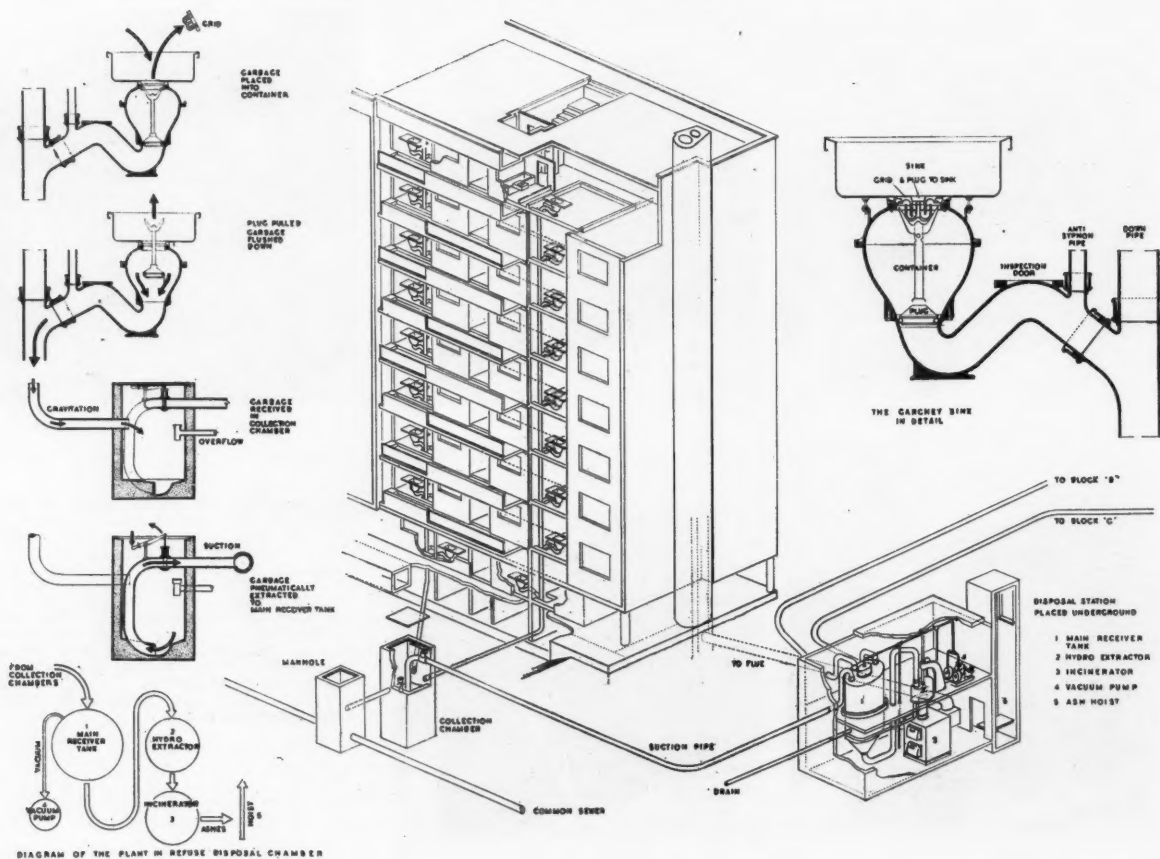 GRID
GARBAGE
PLACED
INTO
CONTAINER
PLUG PULLED
GARBAGE
FLUSHED
DOWN
GRAVITATION
GARBAGE
RECEIVED
IN
COLLECTION
CHAMBER
OVERFLOW
SUCTION
GARBAGE
PNEUMATICALLY
EXTRACTED
TO
MAIN RECEIVER TANK
FROM
COLLECTION
CHAMBERS
1
MAIN
RECEIVER
TANK
2
HYDRO
EXTRACTOR
VACUUM
4
VACUUM
PUMP
INCINERATOR
3
ASHES
HOIST
5
DIAGRAM OF THE PLANT IN REFUSE DISPOSAL CHAMBER
MANHOLE
COLLECTION
CHAMBER
COMMON SEWER
SUCTION PIPE
DRAIN
TO FLUE
SINK
GRID & PLUG TO SINK
CONTAINER
PLUG
INSPECTION
DOOR
ANTI
SYPHON
PIPE
DOWN
PIPE
THE GARCHEY SINK
IN DETAIL
TO BLOCK "B"
TO BLOCK "C"
1
2
3
4
5
DISPOSAL STATION
PLACED UNDERGROUND
1 MAIN RECEIVER
TANK
2 HYDRO EXTRACTOR
3 INCINERATOR
4 VACUUM PUMP
5 ASH HOIST